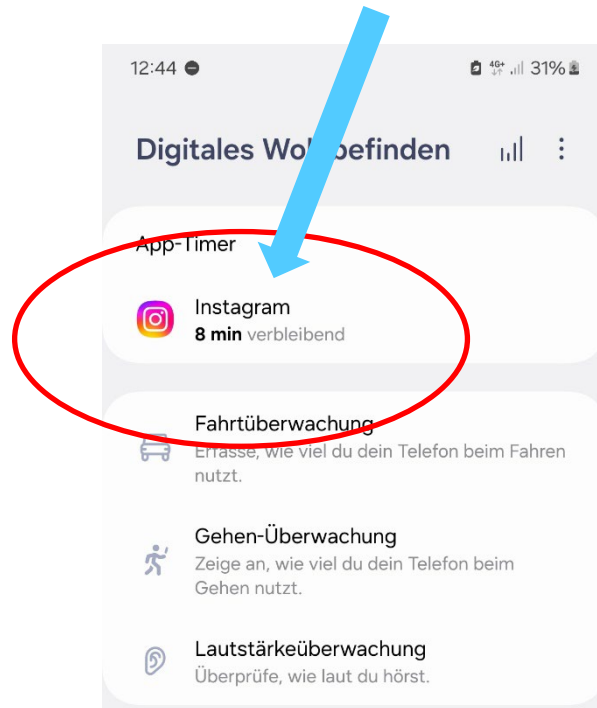 12:44
4G+ 31%
Digitales Wohlbefinden
App-Timer
Instagram
8 min verbleibend
Fahrtüberwachung
Erfasse, wie viel du dein Telefon beim Fahren
nutzt.
Gehen-Überwachung
Zeige an, wie viel du dein Telefon beim
Gehen nutzt.
Lautstärkeüberwachung
Überprüfe, wie laut du hörst.